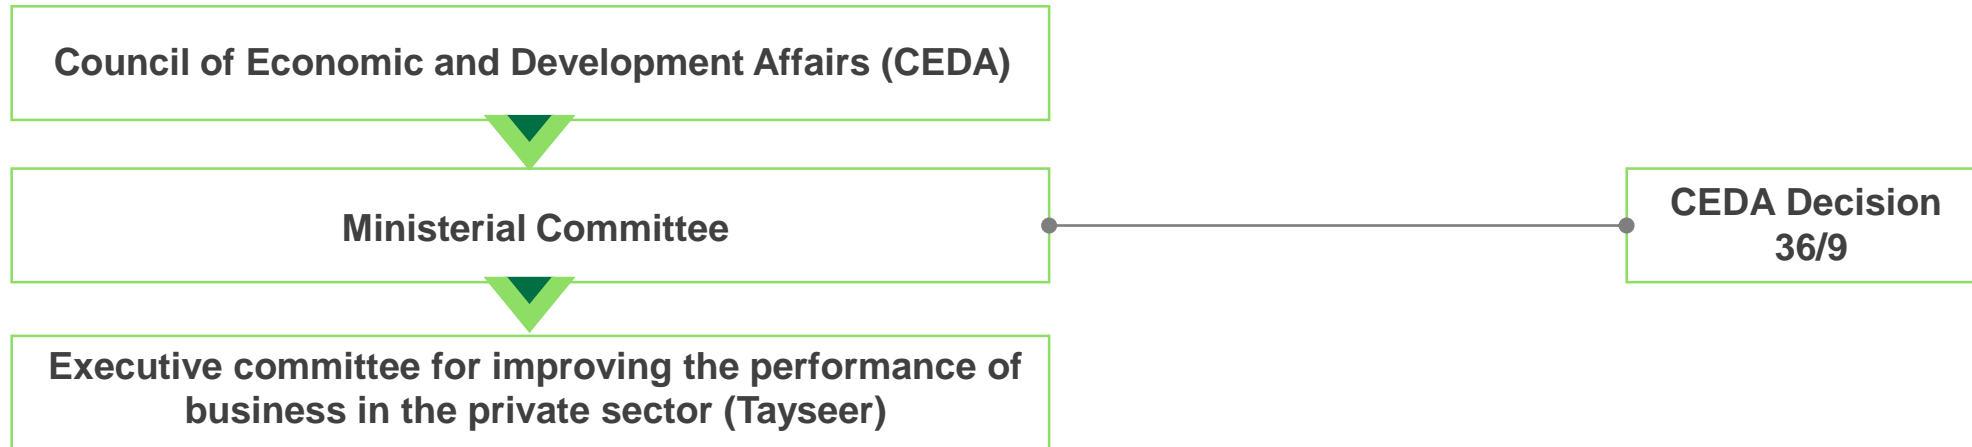 Council of Economic and Development Affairs (CEDA)
Ministerial Committee
CEDA Decision
36/9
Executive committee for improving the performance of
business in the private sector (Tayseer)